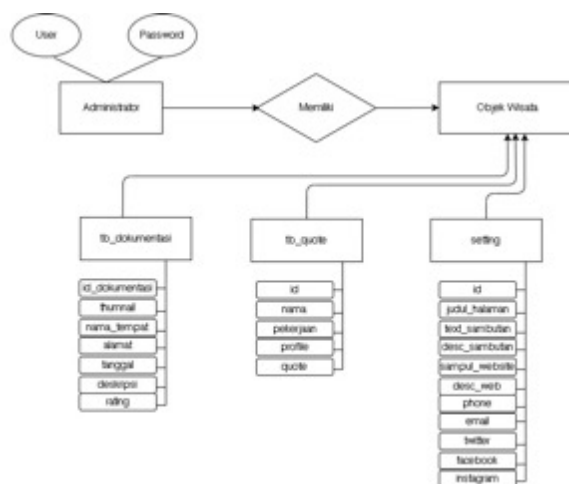 User
Password
Administrator
Memiliki
Objek Wisata
tb_dokumentasi
tb_quote
setting
id_dokumentasi
thumnail
nama_tempat
alamat
tanggal
deskripsi
rating
id
nama
pekerjaan
profile
quote
id
judul_halaman
text_sambutan
desc_sambutan
sampul_website
desc_web
phone
email
twitter
facebook
instagram